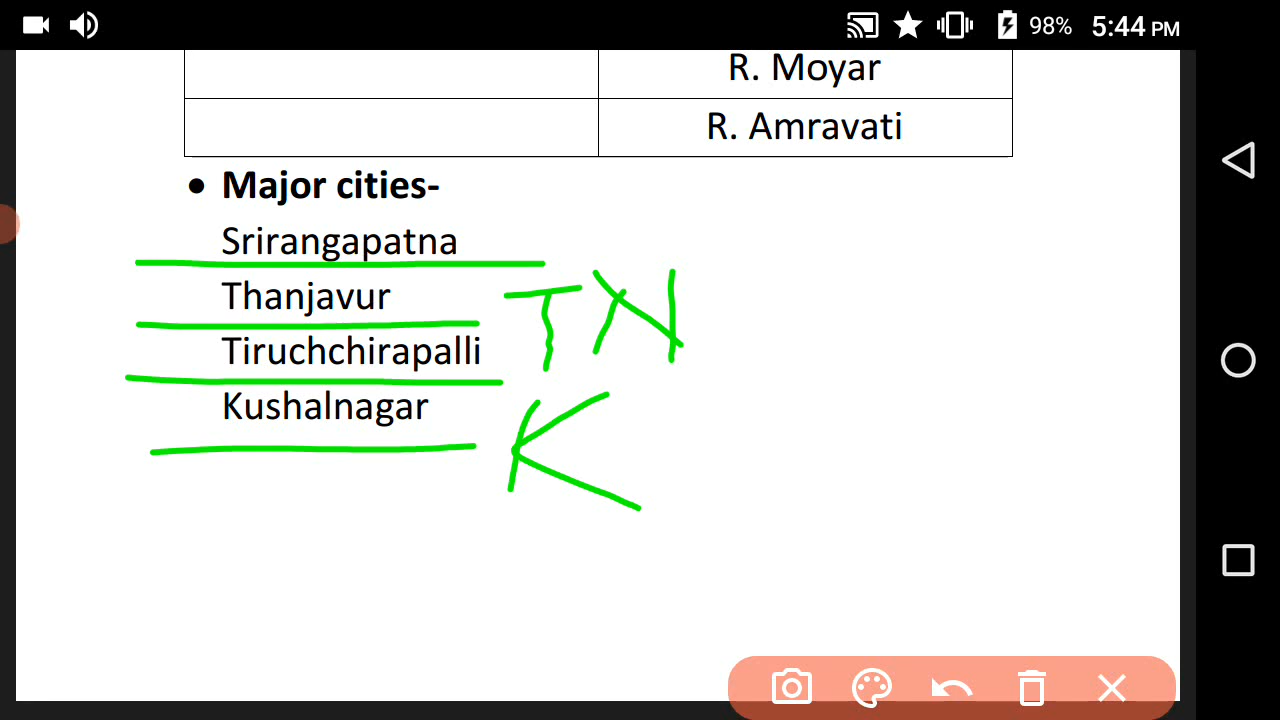 98% 5:44 PM
R. Moyar
R. Amravati
• Major cities-
Srirangapatna
Thanjavur
TN
Tiruchchirapalli
Kushalnagar
K